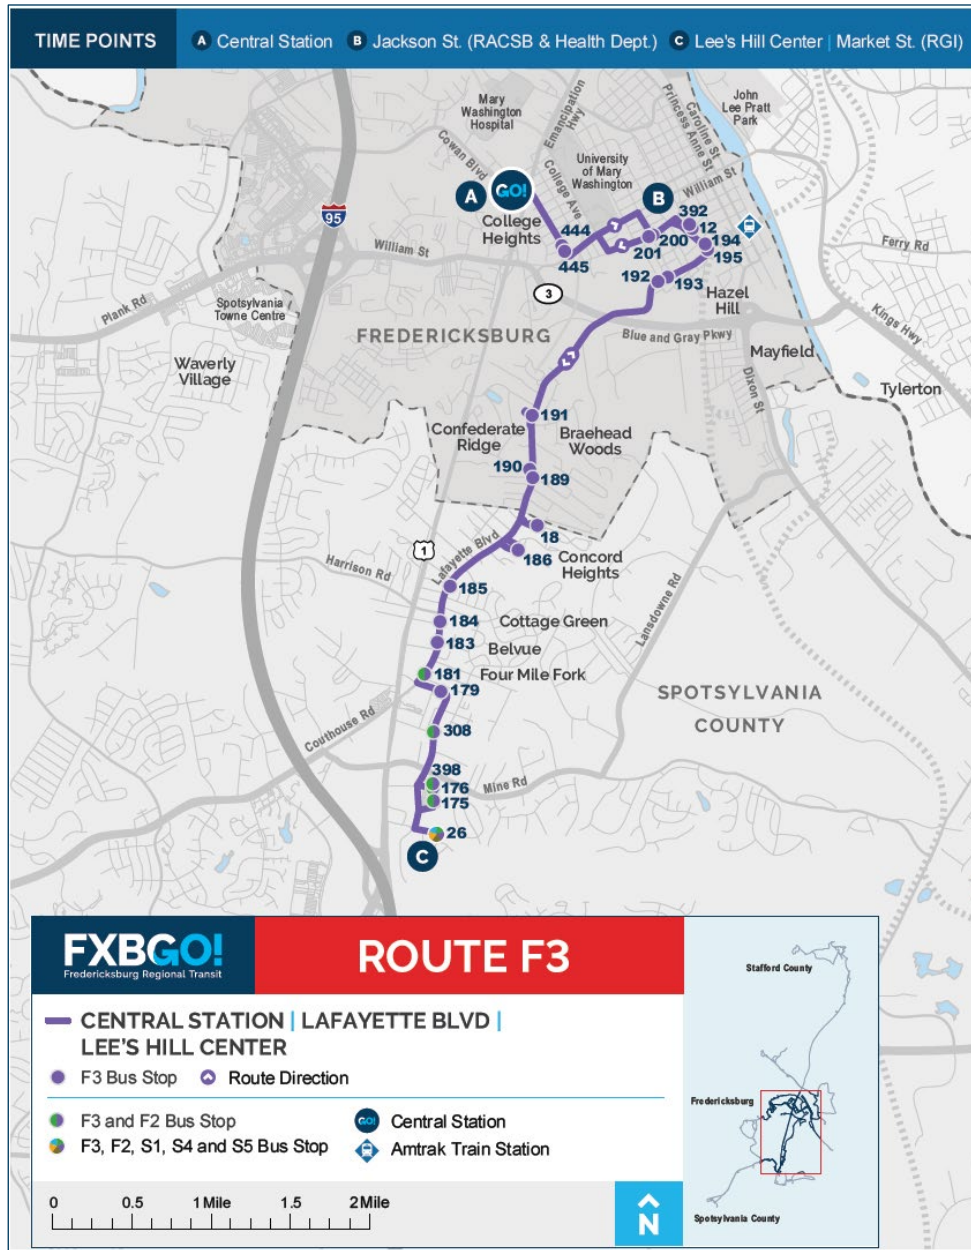 TIME POINTS A Central Station B Jackson St. (RACSB & Health Dept.) C Lee's Hill Center | Market St. (RGI)
Mary
Washington
Hospital
Cowan Blvd
Emancipation
Hwy
College Ave
University
of Mary
Washington
Caroline St
Princess Anne St
William St
John
Lee Pratt
Park
A GO!
College
Heights
B
392
12
444
445
200
201
194
195
192
193
95
William St
3
Ferry Rd
Kings Hwy
Plank Rd
Spotsylvania
Towne Centre
Hazel
Hill
FREDERICKSBURG
Blue and Gray Pkwy
Mayfield
Dixon St
Waverly
Village
Tylerton
191
Confederate
Ridge
Braehead
Woods
190
189
18
186
Concord
Heights
1
Lafayette Blvd
Harrison Rd
Lansdowne Rd
185
184
Cottage Green
183
Belvue
181
Four Mile Fork
179
SPOTSYLVANIA
COUNTY
Couthouse Rd
308
398
176
175
Mine Rd
26
C
FXBGO!
Fredericksburg Regional Transit
ROUTE F3
CENTRAL STATION | LAFAYETTE BLVD |
LEE'S HILL CENTER
F3 Bus Stop Route Direction
F3 and F2 Bus Stop GO! Central Station
F3, F2, S1, S4 and S5 Bus Stop Amtrak Train Station
0 0.5 1 Mile 1.5 2 Mile
N
Stafford County
Fredericksburg
Spotsylvania County